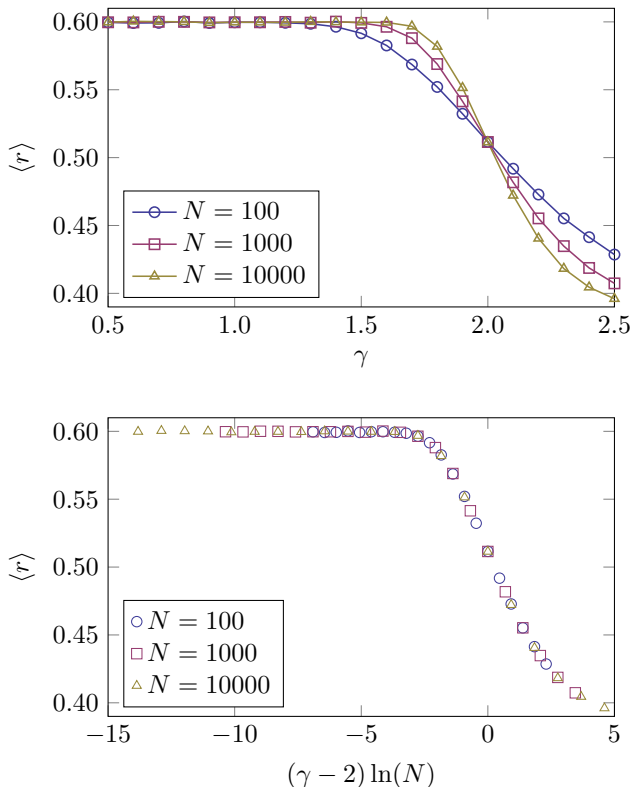 0.60
0.55
0.50
0.45
0.40
⟨r⟩
N = 100
N = 1000
N = 10000
0.5 1.0 1.5 2.0 2.5
γ
0.60
0.55
0.50
0.45
0.40
⟨r⟩
N = 100
N = 1000
N = 10000
−15 −10 −5 0 5
(γ − 2) ln(N)